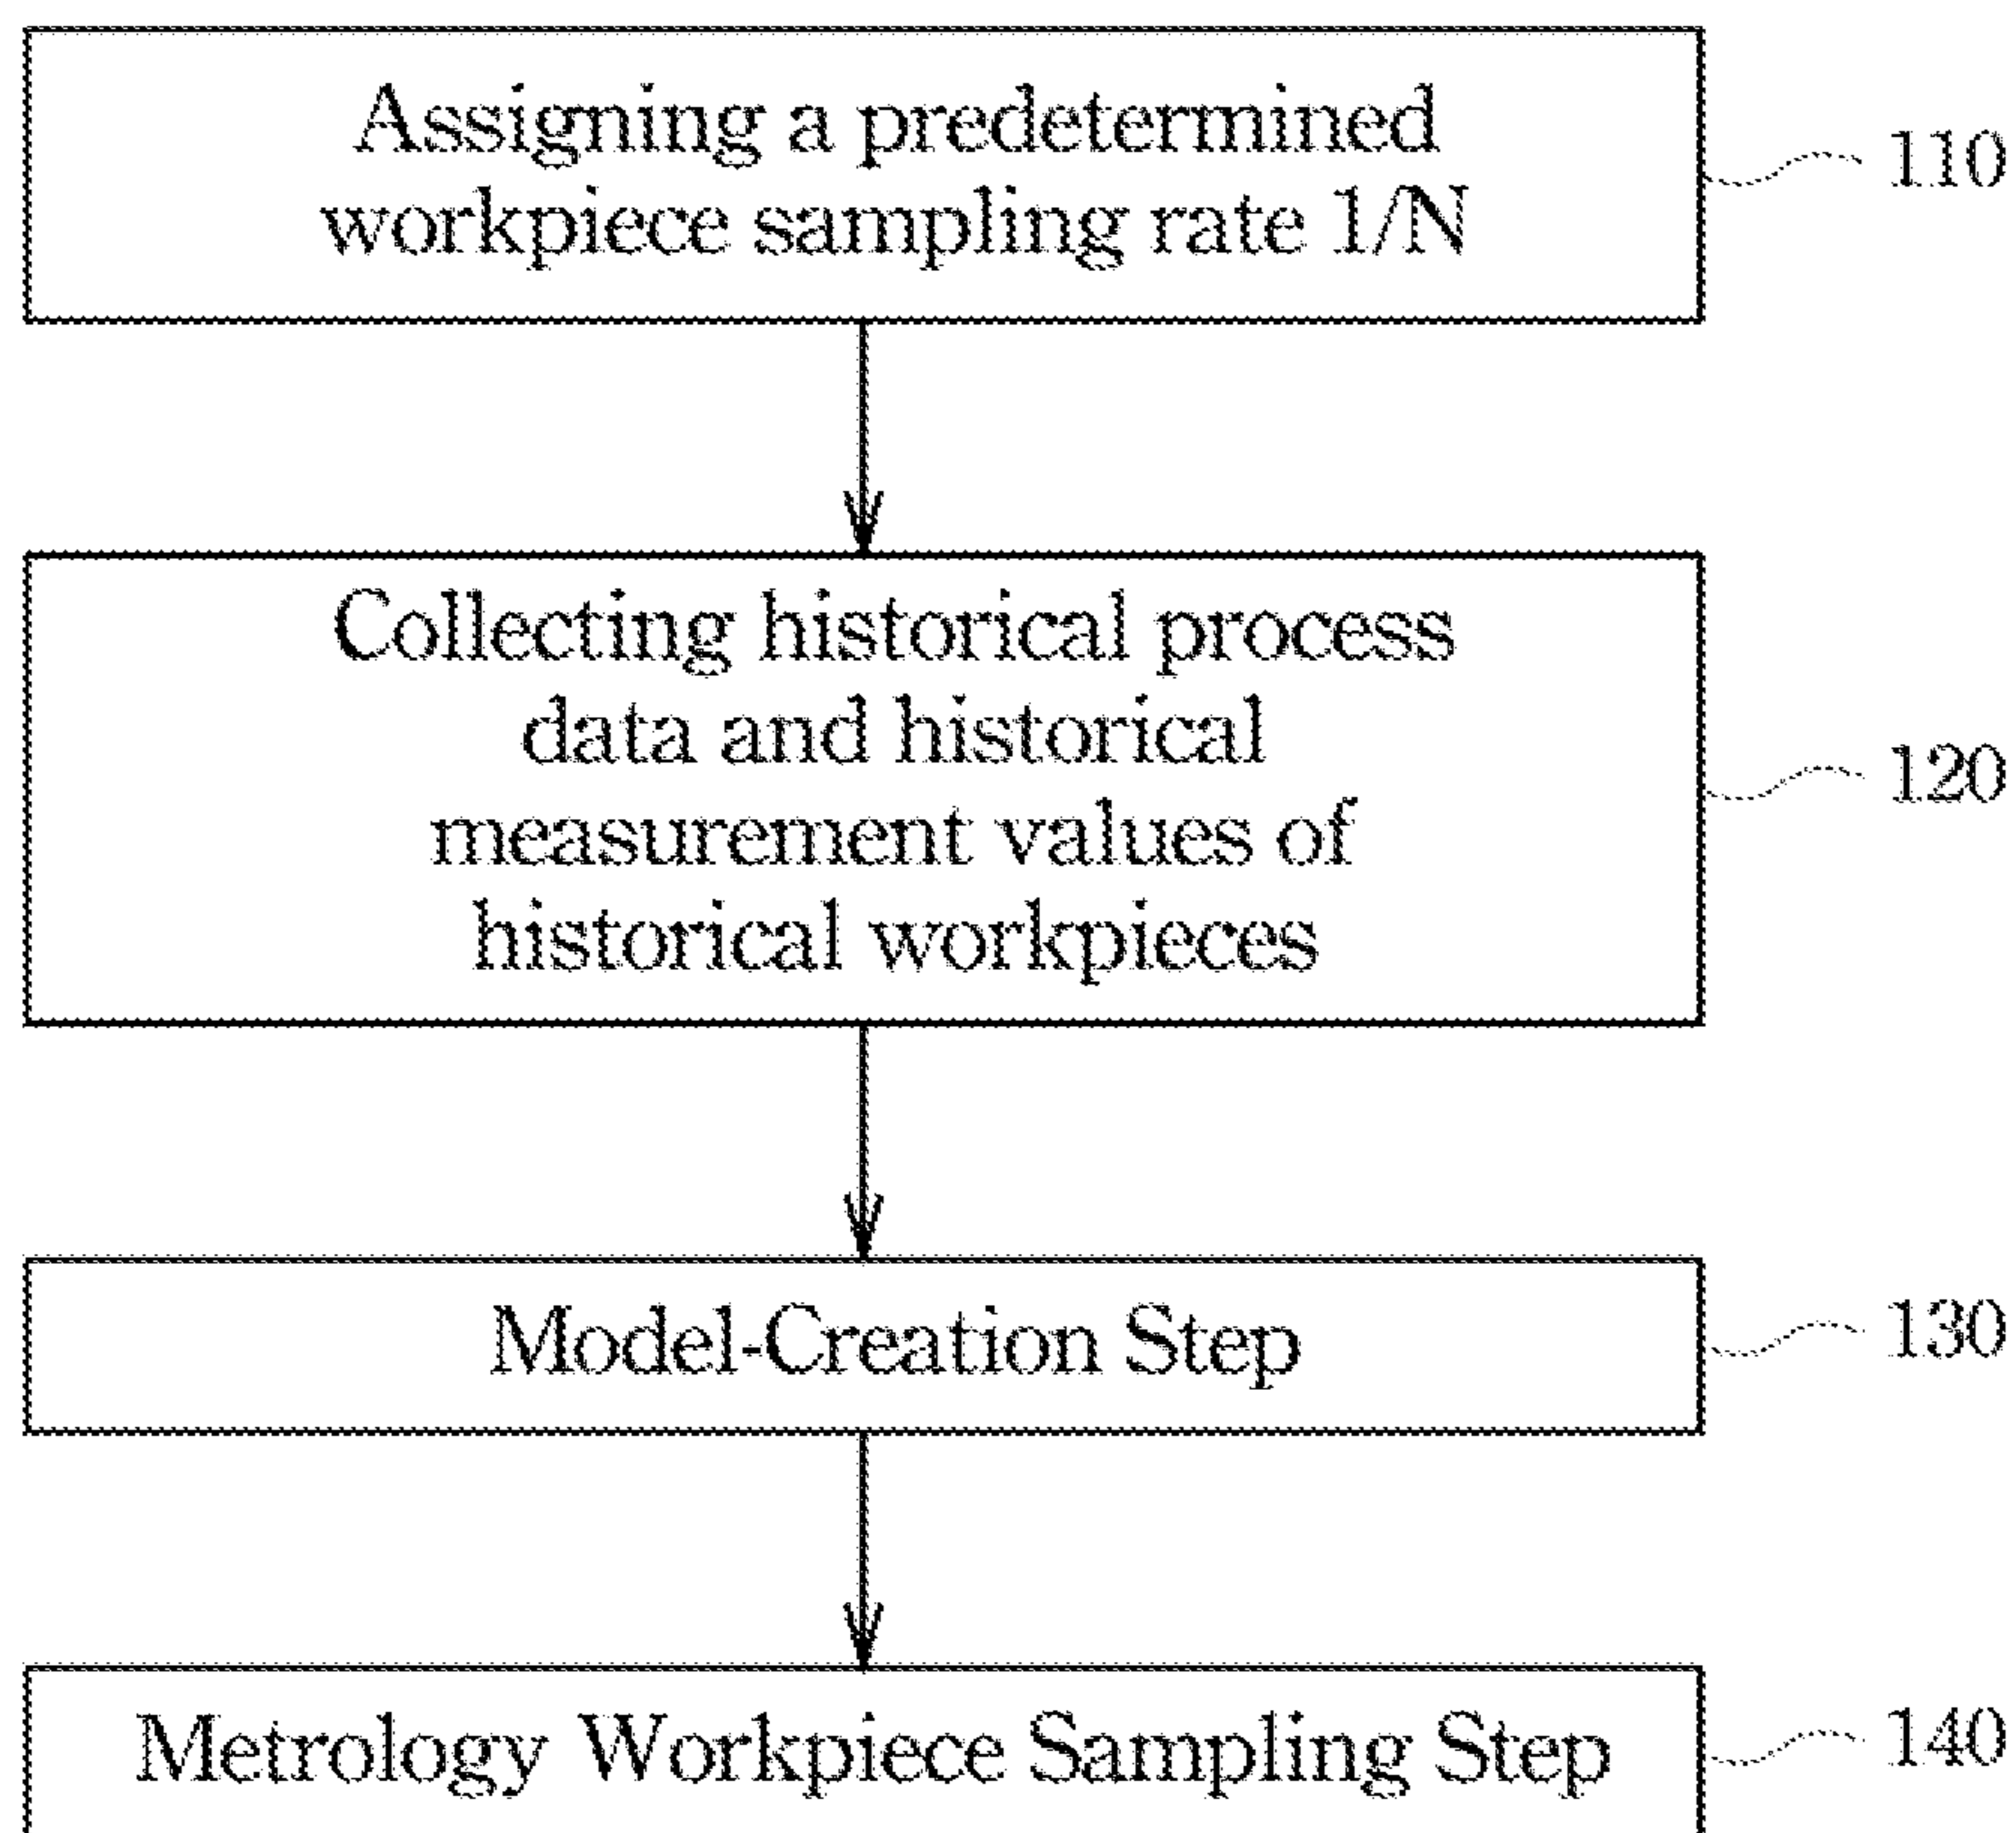 Assigning a predetermined
workpiece sampling rate 1/N
110
Collecting historical process
data and historical
measurement values of
historical workpieces
120
Model-Creation Step
130
Metrology Workpiece Sampling Step
140